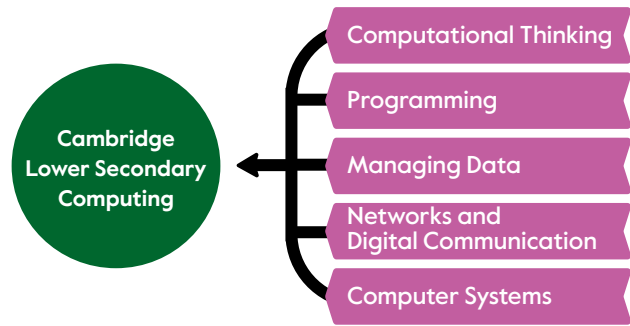 Cambridge
Lower Secondary
Computing
Computational Thinking
Programming
Managing Data
Networks and
Digital Communication
Computer Systems